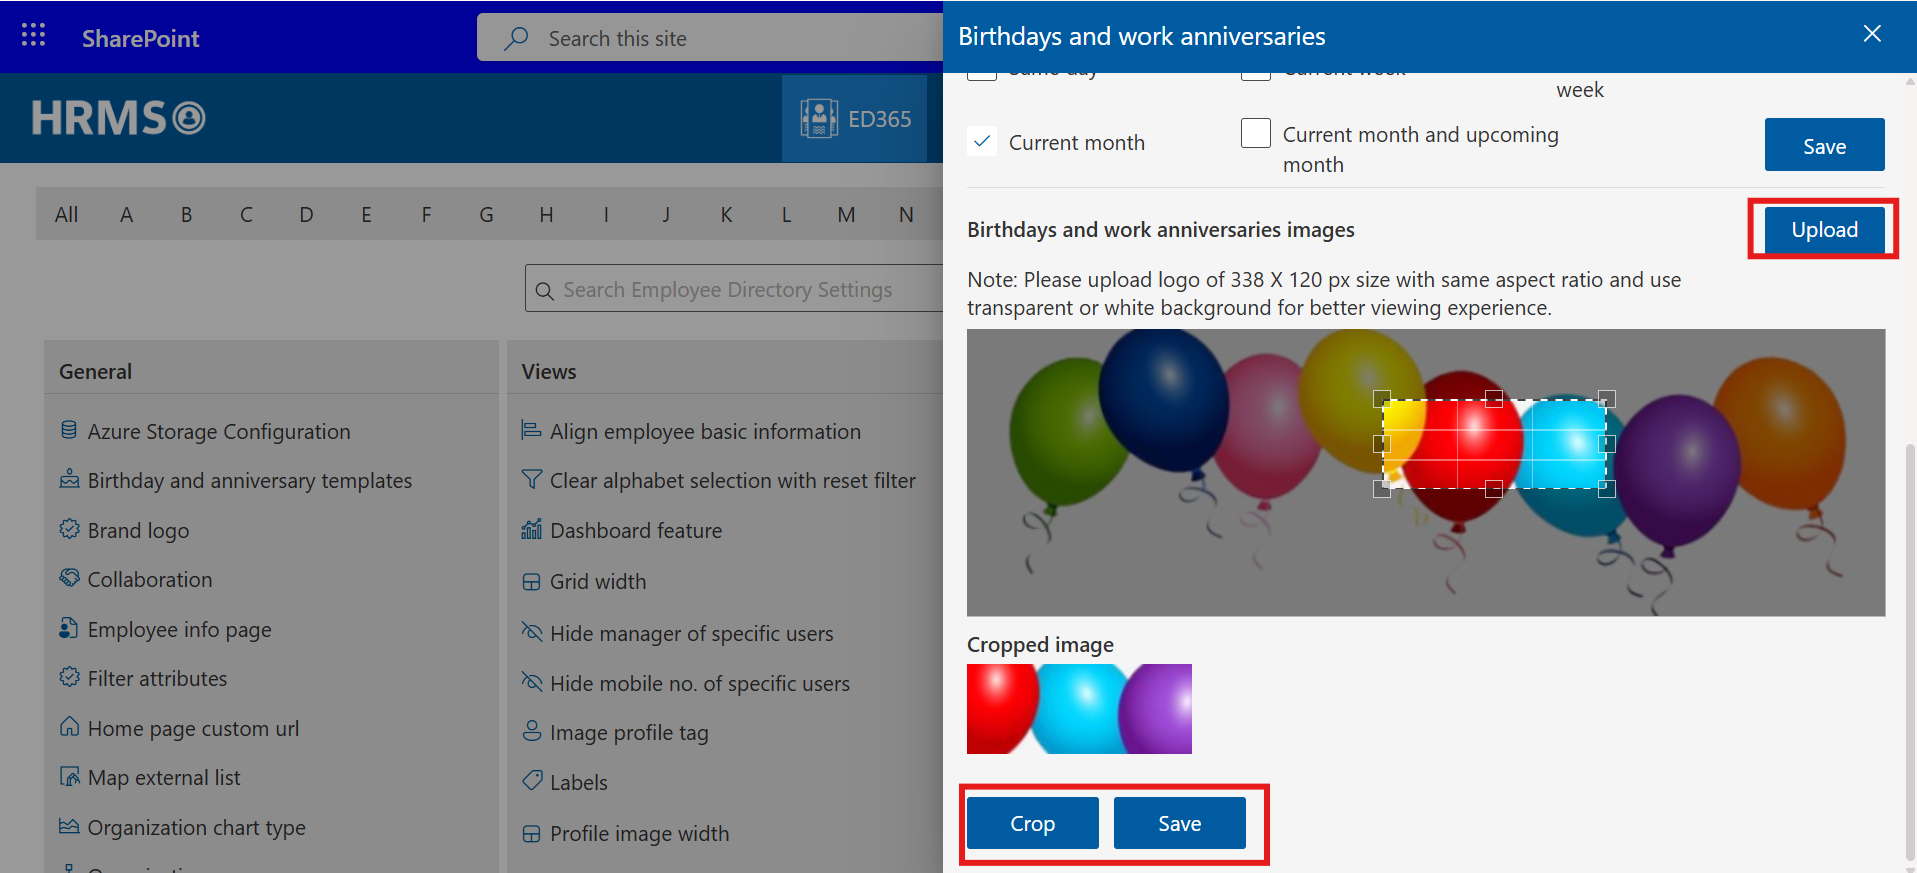 SharePoint
Search this site
Birthdays and work anniversaries
HRMS
ED365
Same day
Current week
week
Current month
Current month and upcoming
month
Save
All A B C D E F G H I J K L M N
Search Employee Directory Settings
Birthdays and work anniversaries images
Upload
Note: Please upload logo of 338 X 120 px size with same aspect ratio and use
transparent or white background for better viewing experience.
General
Azure Storage Configuration
Birthday and anniversary templates
Brand logo
Collaboration
Employee info page
Filter attributes
Home page custom url
Map external list
Organization chart type
Views
Align employee basic information
Clear alphabet selection with reset filter
Dashboard feature
Grid width
Hide manager of specific users
Hide mobile no. of specific users
Image profile tag
Labels
Profile image width
Cropped image
Crop
Save